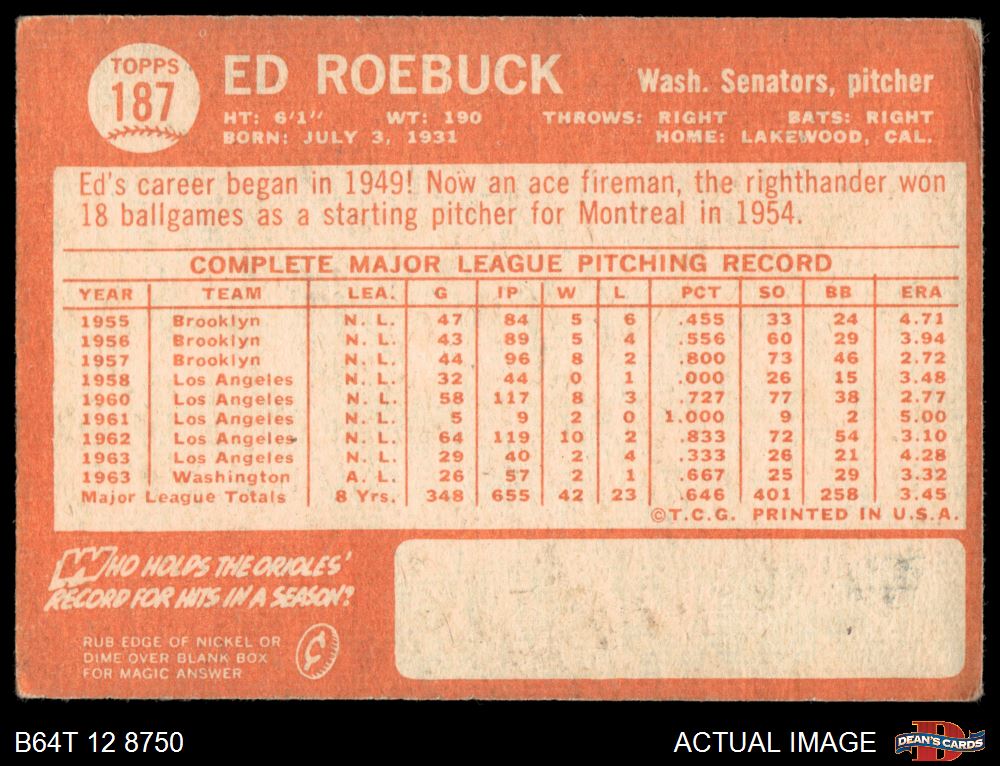 TOPPS
187
ED ROEBUCK
Wash. Senators, pitcher
HT: 6'1" WT: 190 THROWS: RIGHT BATS: RIGHT
BORN: JULY 3, 1931 HOME: LAKEWOOD, CAL.
Ed's career began in 1949! Now an ace fireman, the righthander won
18 ballgames as a starting pitcher for Montreal in 1954.
COMPLETE MAJOR LEAGUE PITCHING RECORD
YEAR TEAM LEA. G IP W L PCT SO BB ERA
1955 Brooklyn N. L. 47 84 5 6 .455 33 24 4.71
1956 Brooklyn N. L. 43 89 5 4 .556 60 29 3.94
1957 Brooklyn N. L. 44 96 8 2 .800 73 46 2.72
1958 Los Angeles N. L. 32 44 0 1 .000 26 15 3.48
1960 Los Angeles N. L. 58 117 8 3 .727 77 38 2.77
1961 Los Angeles N. L. 5 9 2 0 1.000 9 2 5.00
1962 Los Angeles N. L. 64 119 10 2 .833 72 54 3.10
1963 Los Angeles N. L. 29 40 2 4 .333 26 21 4.28
1963 Washington A. L. 26 57 2 1 .667 25 29 3.32
Major League Totals 8 Yrs. 348 655 42 23 .646 401 258 3.45
©T.C.G. PRINTED IN U.S.A.
WHO HOLDS THE ORIOLES'
RECORD FOR HITS IN A SEASON?
RUB EDGE OF NICKEL OR
DIME OVER BLANK BOX
FOR MAGIC ANSWER
B64T 12 8750
ACTUAL IMAGE
DEAN'S CARDS